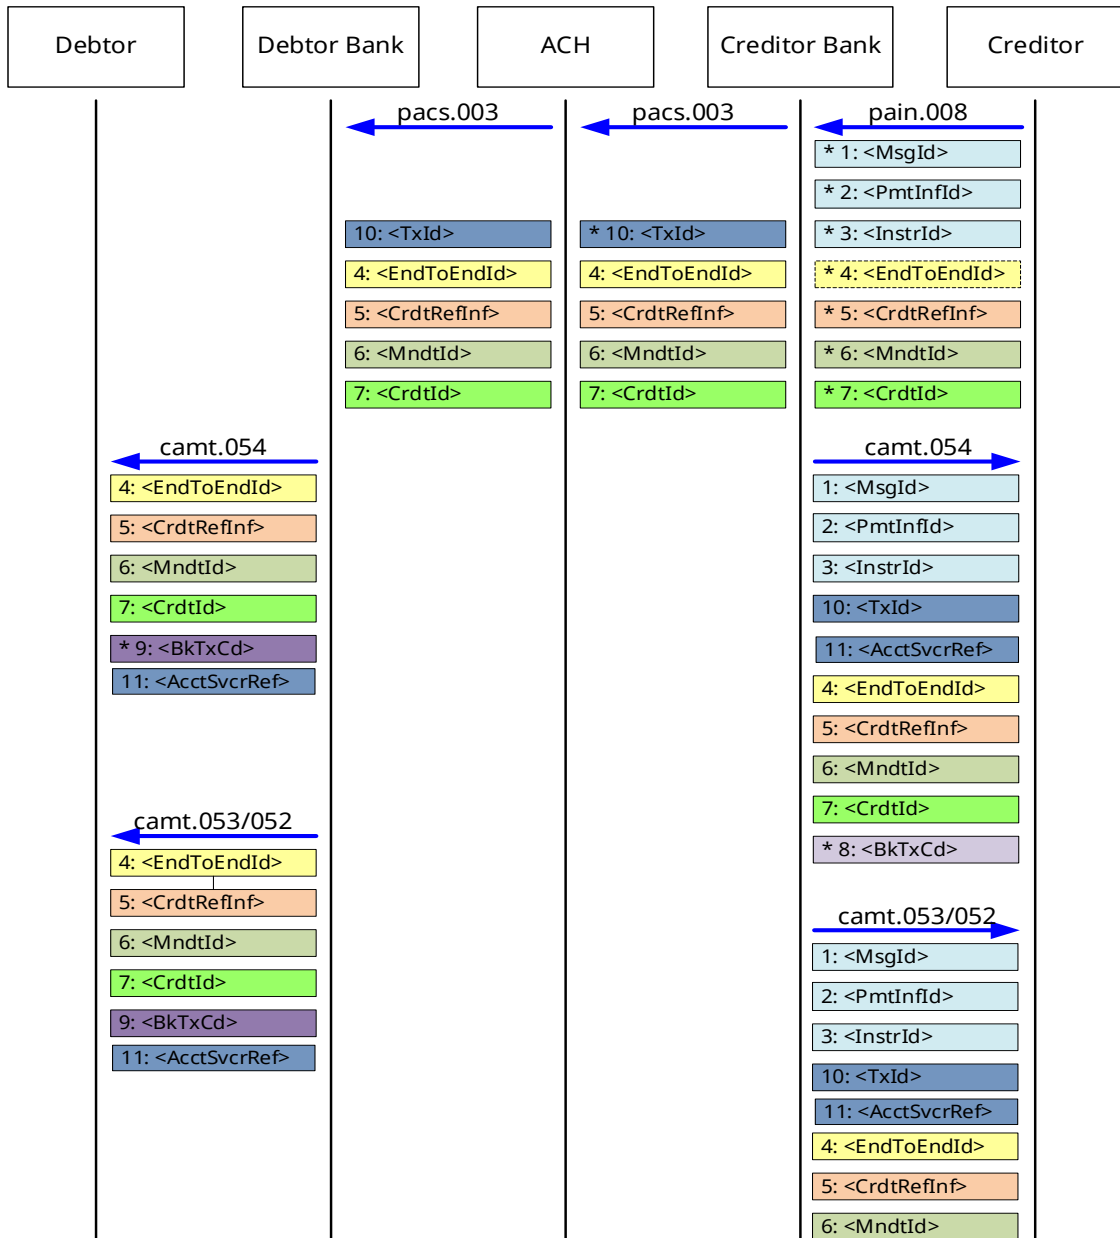 Debtor
Debtor Bank
ACH
Creditor Bank
Creditor
pacs.003
pacs.003
pain.008
* 1: <MsgId>
* 2: <PmtInfId>
10: <TxId>
* 10: <TxId>
* 3: <InstrId>
4: <EndToEndId>
4: <EndToEndId>
* 4: <EndToEndId>
5: <CrdtRefInf>
5: <CrdtRefInf>
* 5: <CrdtRefInf>
6: <MndtId>
6: <MndtId>
* 6: <MndtId>
7: <CrdtId>
7: <CrdtId>
* 7: <CrdtId>
camt.054
4: <EndToEndId>
5: <CrdtRefInf>
6: <MndtId>
7: <CrdtId>
* 9: <BkTxCd>
11: <AcctSvcrRef>
camt.054
1: <MsgId>
2: <PmtInfId>
3: <InstrId>
10: <TxId>
11: <AcctSvcrRef>
4: <EndToEndId>
5: <CrdtRefInf>
6: <MndtId>
7: <CrdtId>
* 8: <BkTxCd>
camt.053/052
4: <EndToEndId>
5: <CrdtRefInf>
6: <MndtId>
7: <CrdtId>
9: <BkTxCd>
11: <AcctSvcrRef>
camt.053/052
1: <MsgId>
2: <PmtInfId>
3: <InstrId>
10: <TxId>
11: <AcctSvcrRef>
4: <EndToEndId>
5: <CrdtRefInf>
6: <MndtId>